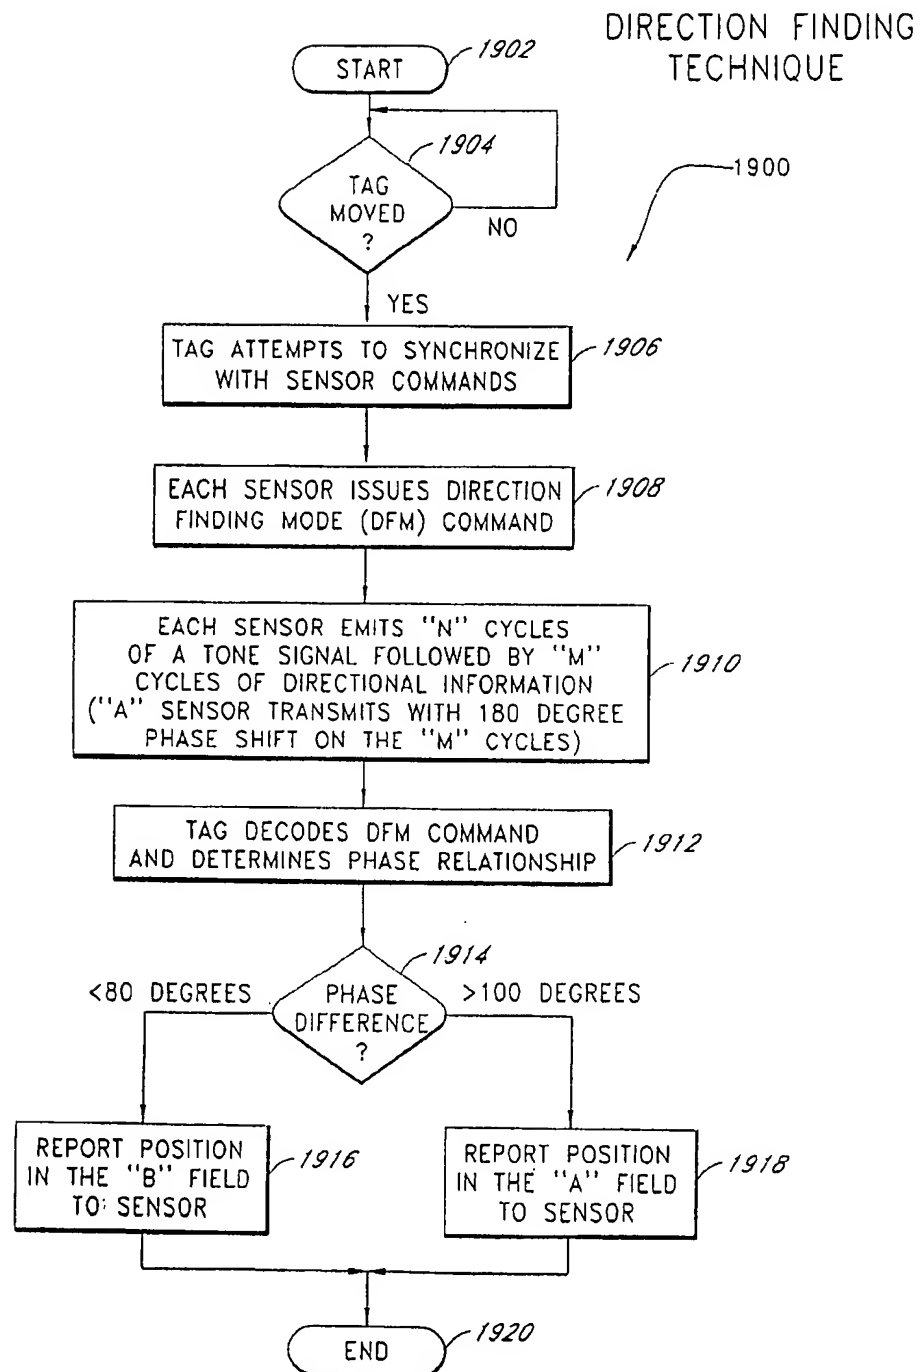 DIRECTION FINDING
TECHNIQUE
START
1902
1904
TAG
MOVED
?
NO
1900
YES
TAG ATTEMPTS TO SYNCHRONIZE
WITH SENSOR COMMANDS
1906
EACH SENSOR ISSUES DIRECTION
FINDING MODE (DFM) COMMAND
1908
EACH SENSOR EMITS "N" CYCLES
OF A TONE SIGNAL FOLLOWED BY "M"
CYCLES OF DIRECTIONAL INFORMATION
("A" SENSOR TRANSMITS WITH 180 DEGREE
PHASE SHIFT ON THE "M" CYCLES)
1910
TAG DECODES DFM COMMAND
AND DETERMINES PHASE RELATIONSHIP
1912
1914
<80 DEGREES
PHASE
DIFFERENCE
?
>100 DEGREES
REPORT POSITION
IN THE "B" FIELD
TO SENSOR
1916
REPORT POSITION
IN THE "A" FIELD
TO SENSOR
1918
END
1920